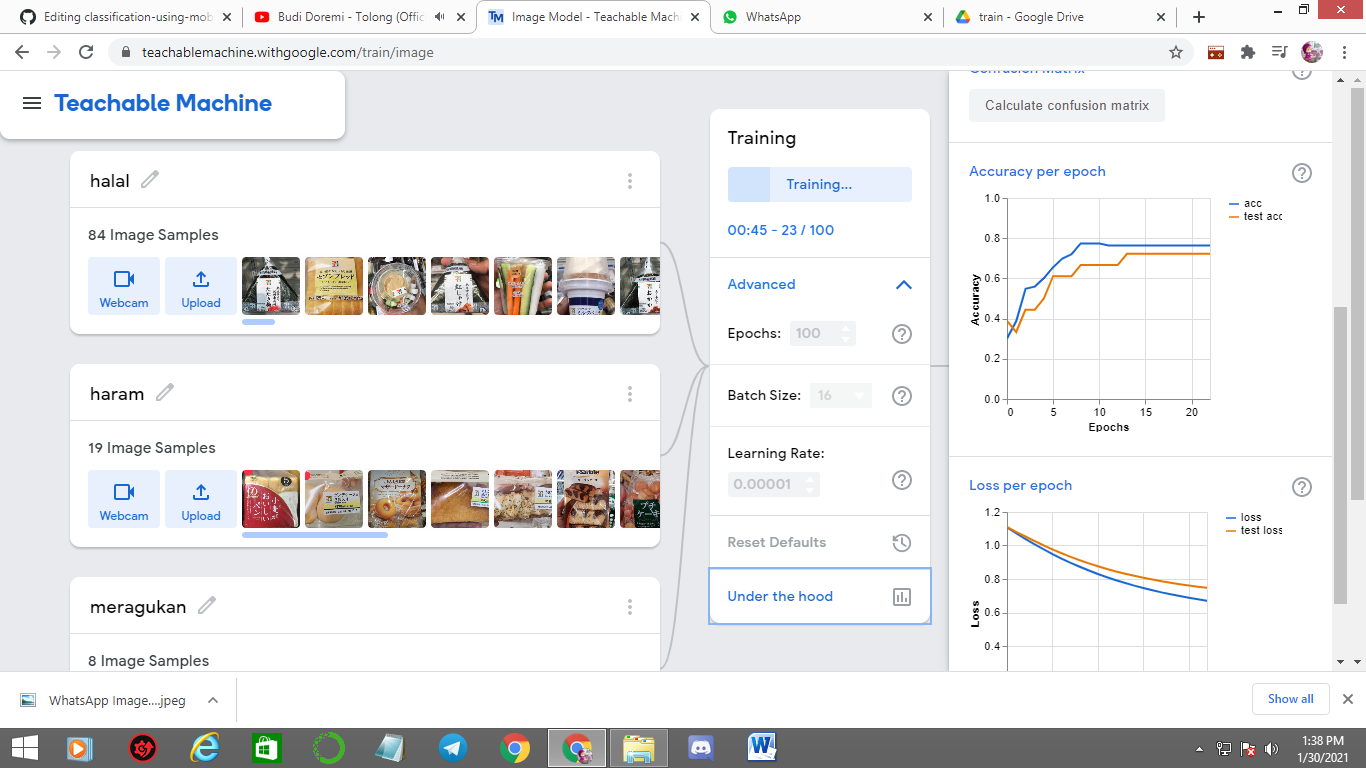 Editing classification-using-mob
Budi Doremi - Tolong (Offic
Image Model - Teachable Machi
WhatsApp
train - Google Drive
teachablemachine.withgoogle.com/train/image
Teachable Machine
halal
84 Image Samples
Webcam
Upload
haram
19 Image Samples
Webcam
Upload
meragukan
8 Image Samples
Training
Training...
00:45 - 23 / 100
Advanced
Epochs: 100
Batch Size: 16
Learning Rate:
0.00001
Reset Defaults
Under the hood
Confusion Matrix
Calculate confusion matrix
Accuracy per epoch
1.0
0.8
0.6
0.4
0.2
0.0
Accuracy
0 5 10 15 20
Epochs
acc
test acc
Loss per epoch
1.2
1.0
0.8
0.6
0.4
Loss
loss
test loss
WhatsApp Image....jpeg
Show all
1:38 PM
1/30/2021